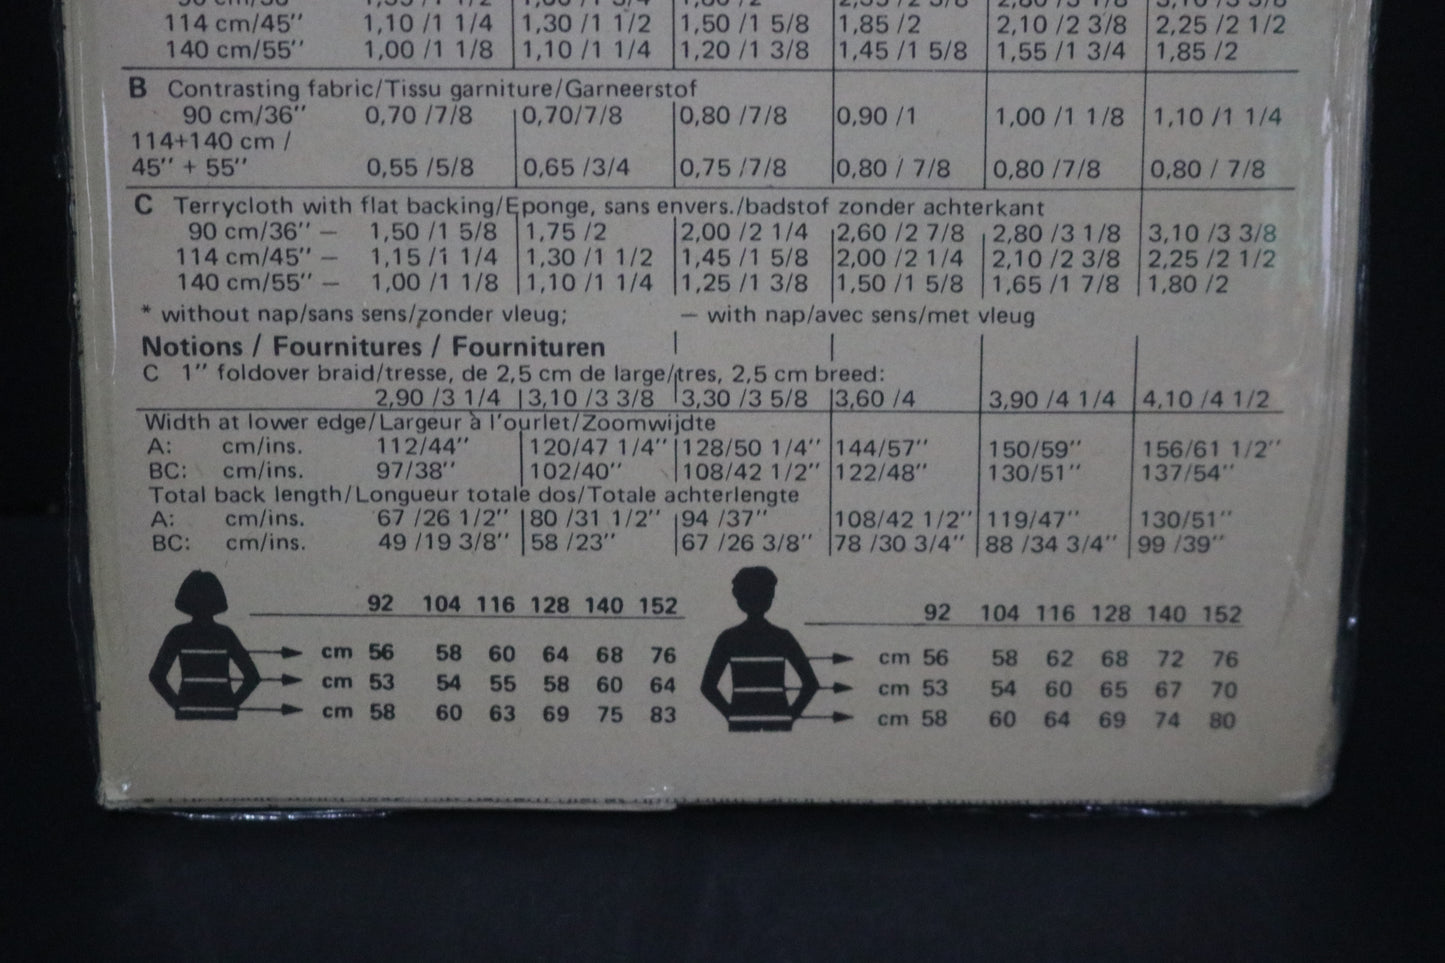 114 cm/45'' 1,10 /1 1/4 1,30 /1 1/2 1,50 /1 5/8 1,85 /2 2,10 /2 3/8 2,25 /2 1/2
140 cm/55'' 1,00 /1 1/8 1,10 /1 1/4 1,20 /1 3/8 1,45 /1 5/8 1,55 /1 3/4 1,85 /2
B Contrasting fabric/Tissu garniture/Garneerstof
90 cm/36'' 0,70 /7/8 0,70/7/8 0,80 /7/8 0,90 /1 1,00 /1 1/8 1,10 /1 1/4
114+140 cm /
45'' + 55'' 0,55 /5/8 0,65 /3/4 0,75 /7/8 0,80 / 7/8 0,80 /7/8 0,80 / 7/8
C Terrycloth with flat backing/Eponge, sans envers./badstof zonder achterkant
90 cm/36'' — 1,50 /1 5/8 1,75 /2 2,00 /2 1/4 2,60 /2 7/8 2,80 /3 1/8 3,10 /3 3/8
114 cm/45'' — 1,15 /1 1/4 1,30 /1 1/2 1,45 /1 5/8 2,00 /2 1/4 2,10 /2 3/8 2,25 /2 1/2
140 cm/55'' — 1,00 /1 1/8 1,10 /1 1/4 1,25 /1 3/8 1,50 /1 5/8 1,65 /1 7/8 1,80 /2
* without nap/sans sens/zonder vleug; — with nap/avec sens/met vleug
Notions / Fournitures / Fournituren
C 1'' foldover braid/tresse, de 2,5 cm de large/tres, 2,5 cm breed:
2,90 /3 1/4 3,10 /3 3/8 3,30 /3 5/8 3,60 /4 3,90 /4 1/4 4,10 /4 1/2
Width at lower edge/Largeur à l'ourlet/Zoomwijdte
A: cm/ins. 112/44'' 120/47 1/4'' 128/50 1/4'' 144/57'' 150/59'' 156/61 1/2''
BC: cm/ins. 97/38'' 102/40'' 108/42 1/2'' 122/48'' 130/51'' 137/54''
Total back length/Longueur totale dos/Totale achterlengte
A: cm/ins. 67 /26 1/2'' 80 /31 1/2'' 94 /37'' 108/42 1/2'' 119/47'' 130/51''
BC: cm/ins. 49 /19 3/8'' 58 /23'' 67 /26 3/8'' 78 /30 3/4'' 88 /34 3/4'' 99 /39''
92 104 116 128 140 152
cm 56 58 60 64 68 76
cm 53 54 55 58 60 64
cm 58 60 63 69 75 83
92 104 116 128 140 152
cm 56 58 62 68 72 76
cm 53 54 60 65 67 70
cm 58 60 64 69 74 80